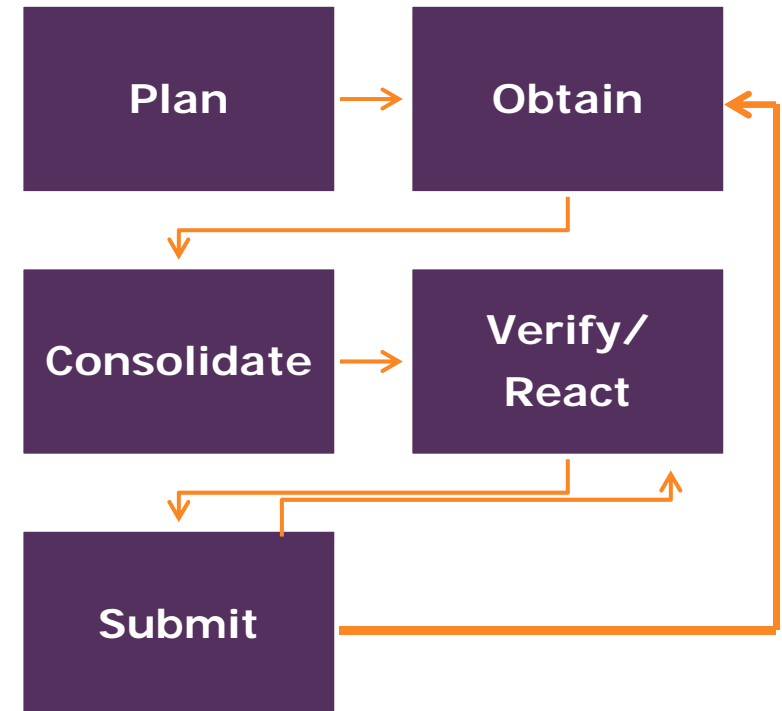 Plan
Obtain
Consolidate
Verify/
React
Submit